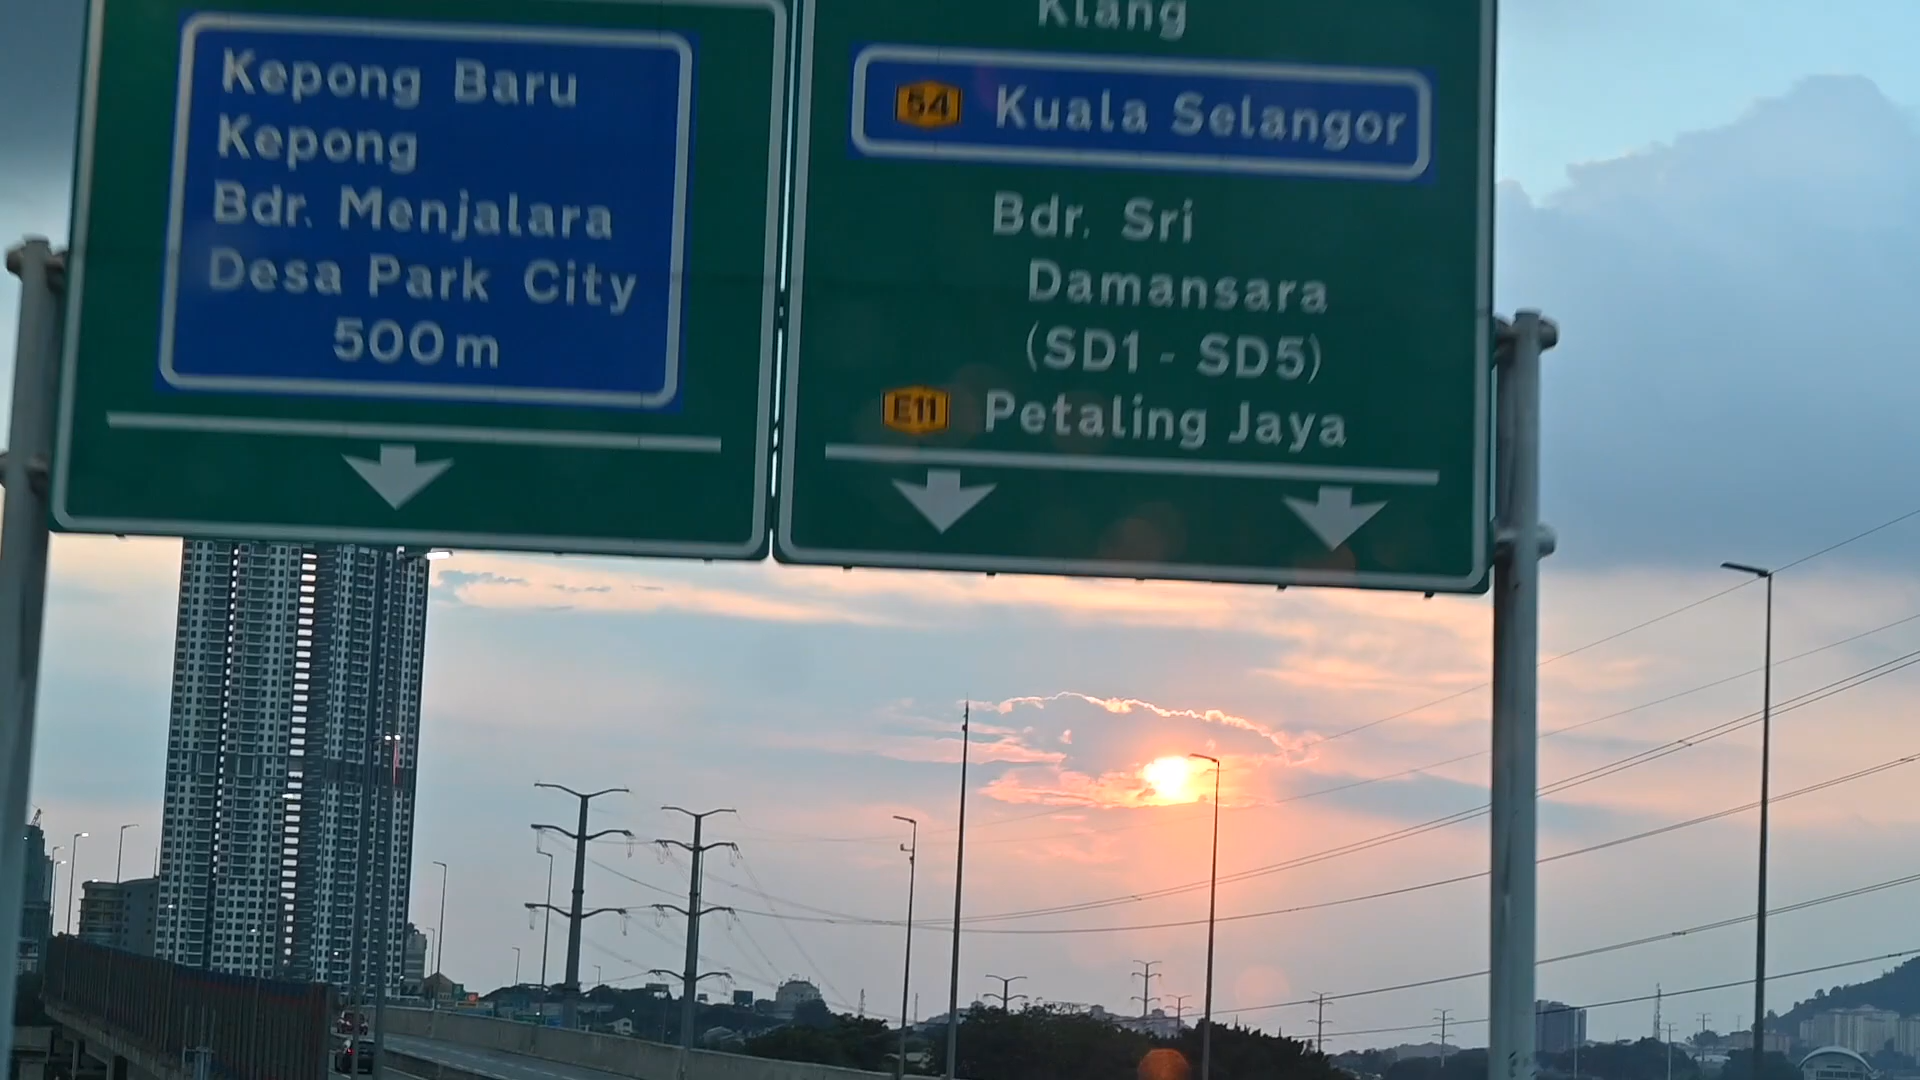 Kepong Baru
Kepong
Bdr. Menjalara
Desa Park City
500m
Klang
54 Kuala Selangor
Bdr. Sri
Damansara
(SD1 - SD5)
E11 Petaling Jaya